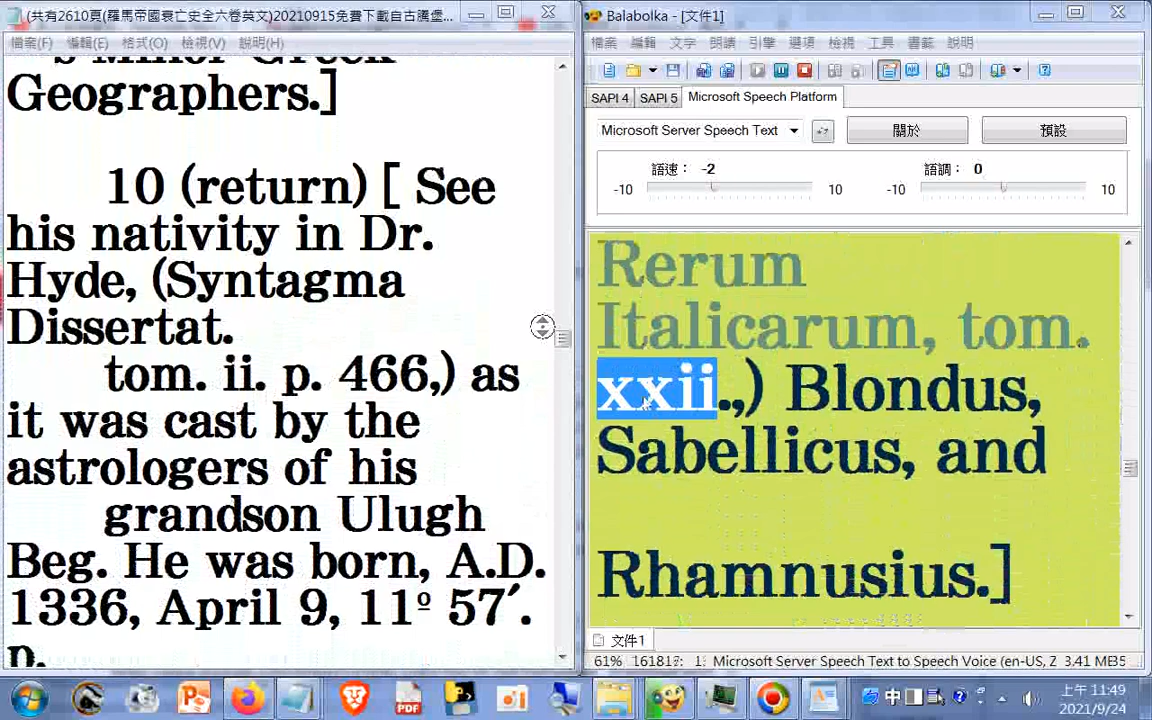 (共有2610頁(羅馬帝國衰亡史全六卷英文)20210915免費下載自古騰堡...
檔案(F) 編輯(E) 格式(O) 檢視(V) 說明(H)
s Minor Greek
Geographers.]
10 (return) [ See
his nativity in Dr.
Hyde, (Syntagma
Dissertat.
tom. ii. p. 466,) as
it was cast by the
astrologers of his
grandson Ulugh
Beg. He was born, A.D.
1336, April 9, 11º 57′.
p.
Balabolka - [文件1]
檔案 編輯 文字 朗讀 引擎 選項 檢視 工具 書籤 說明
SAPI 4 SAPI 5 Microsoft Speech Platform
Microsoft Server Speech Text 關於 預設
語速： -2 語調： 0
-10 10 -10 10
Rerum
Italicarum, tom.
xxii.,) Blondus,
Sabellicus, and
Rhamnusius.]
文件1
61% 161817: 1: Microsoft Server Speech Text to Speech Voice (en-US, Z 3.41 MB
中
上午 11:49
2021/9/24